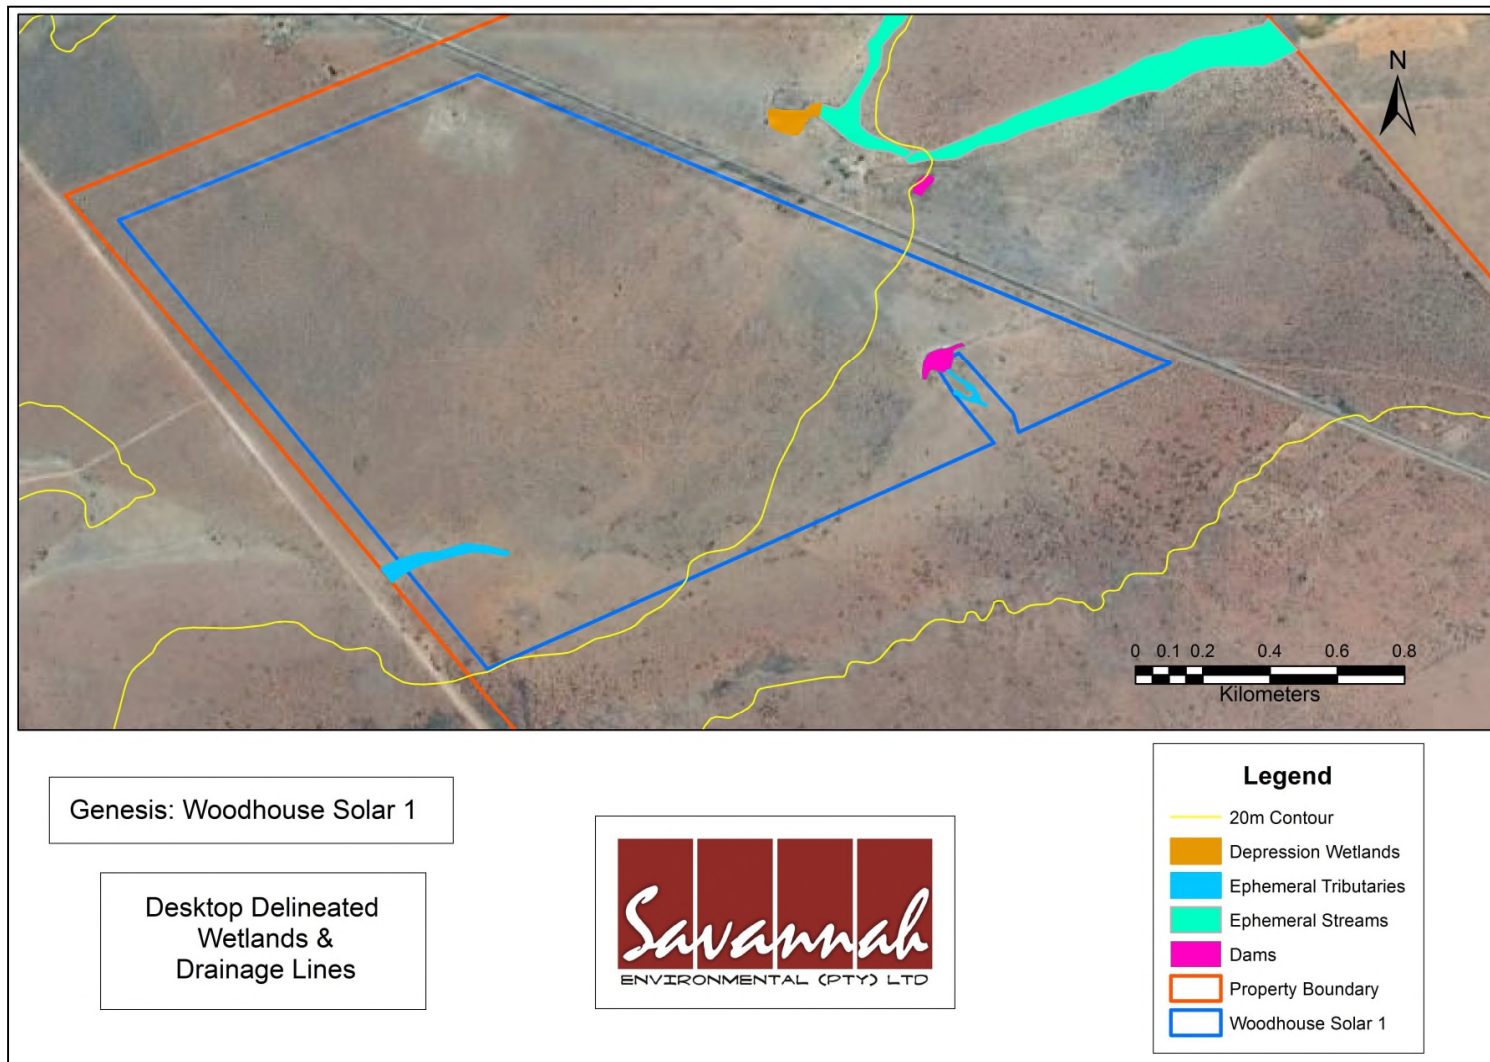 N
0 0.1 0.2 0.4 0.6 0.8
Kilometers
Genesis: Woodhouse Solar 1
Desktop Delineated
Wetlands &
Drainage Lines
Savannah
ENVIRONMENTAL (PTY) LTD
Legend
20m Contour
Depression Wetlands
Ephemeral Tributaries
Ephemeral Streams
Dams
Property Boundary
Woodhouse Solar 1